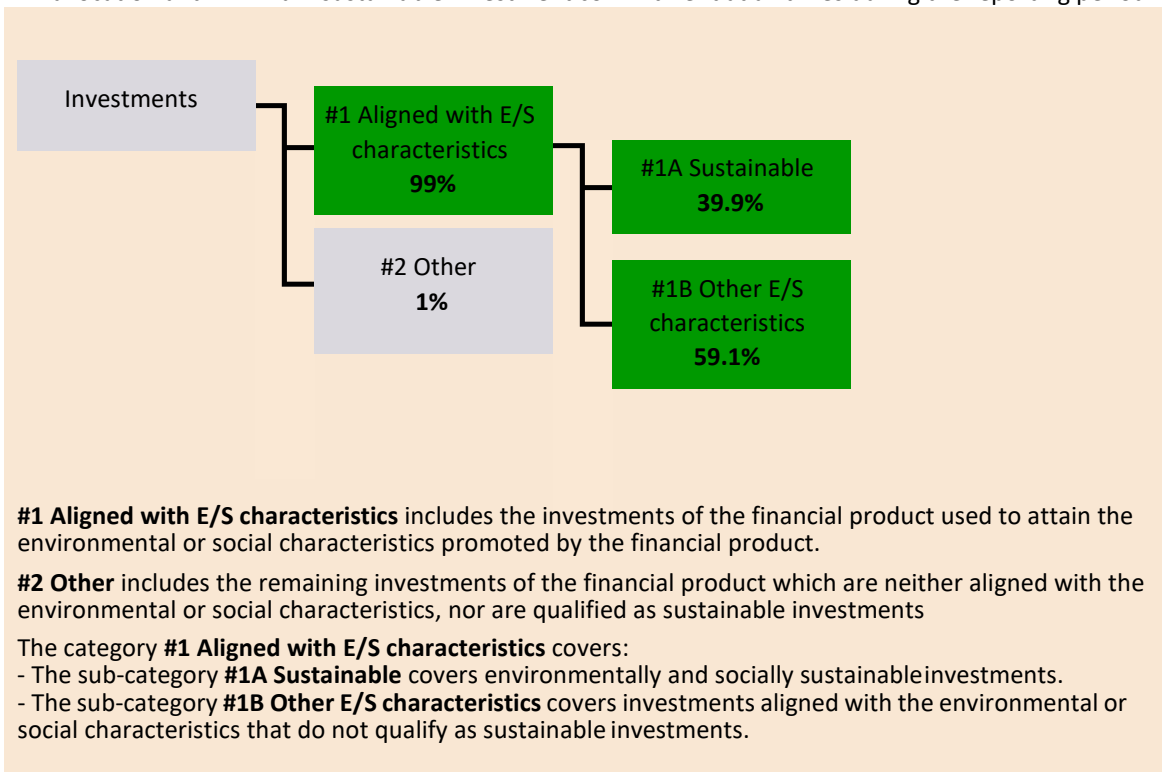 Investments
#1 Aligned with E/S
characteristics
99%
#2 Other
1%
#1A Sustainable
39.9%
#1B Other E/S
characteristics
59.1%
#1 Aligned with E/S characteristics includes the investments of the financial product used to attain the
environmental or social characteristics promoted by the financial product.
#2 Other includes the remaining investments of the financial product which are neither aligned with the
environmental or social characteristics, nor are qualified as sustainable investments
The category #1 Aligned with E/S characteristics covers:
- The sub-category #1A Sustainable covers environmentally and socially sustainable investments.
- The sub-category #1B Other E/S characteristics covers investments aligned with the environmental or
social characteristics that do not qualify as sustainable investments.